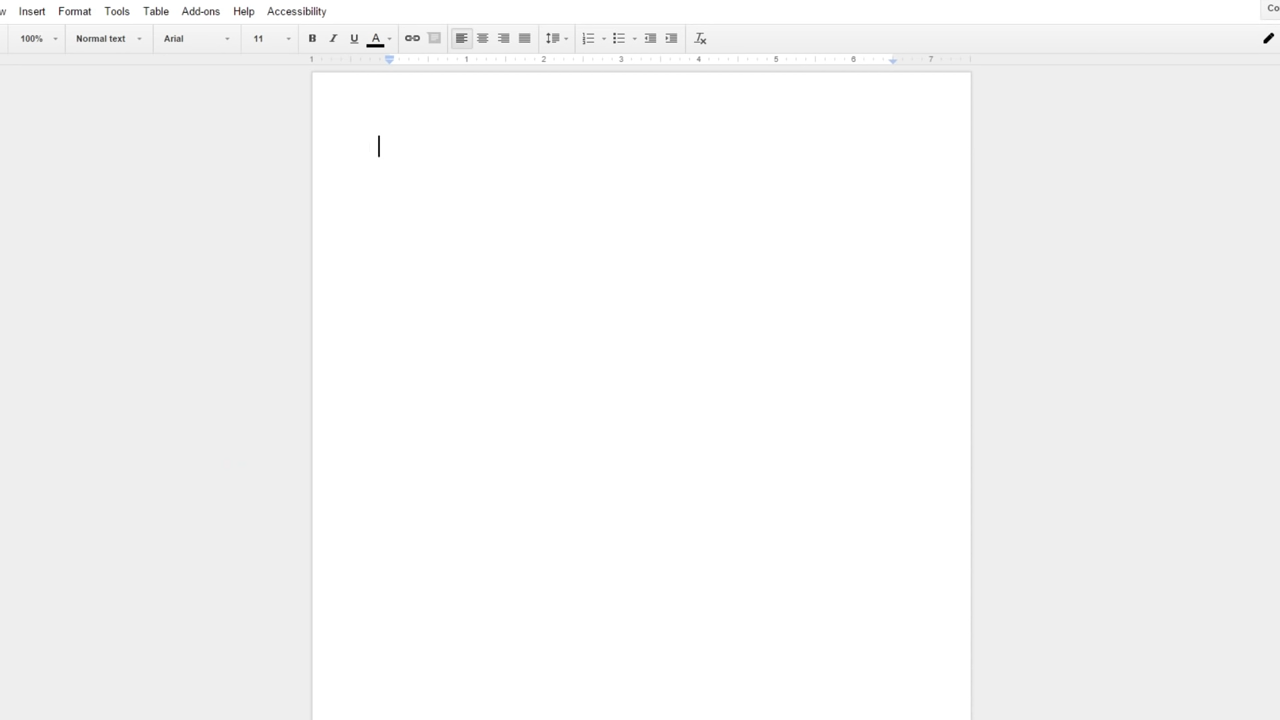 Insert Format Tools Table Add-ons Help Accessibility
100% Normal text Arial 11 B I U A
1 1 2 3 4 5 6 7